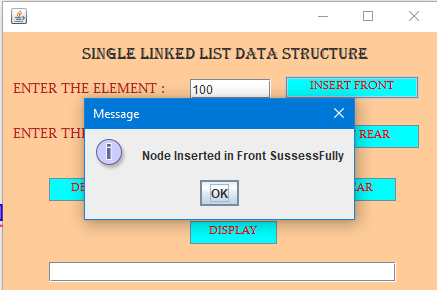 SINGLE LINKED LIST DATA STRUCTURE
ENTER THE ELEMENT : 100 INSERT FRONT
Message
ENTER THE REAR
i Node Inserted in Front SussessFully
OK
DISPLAY